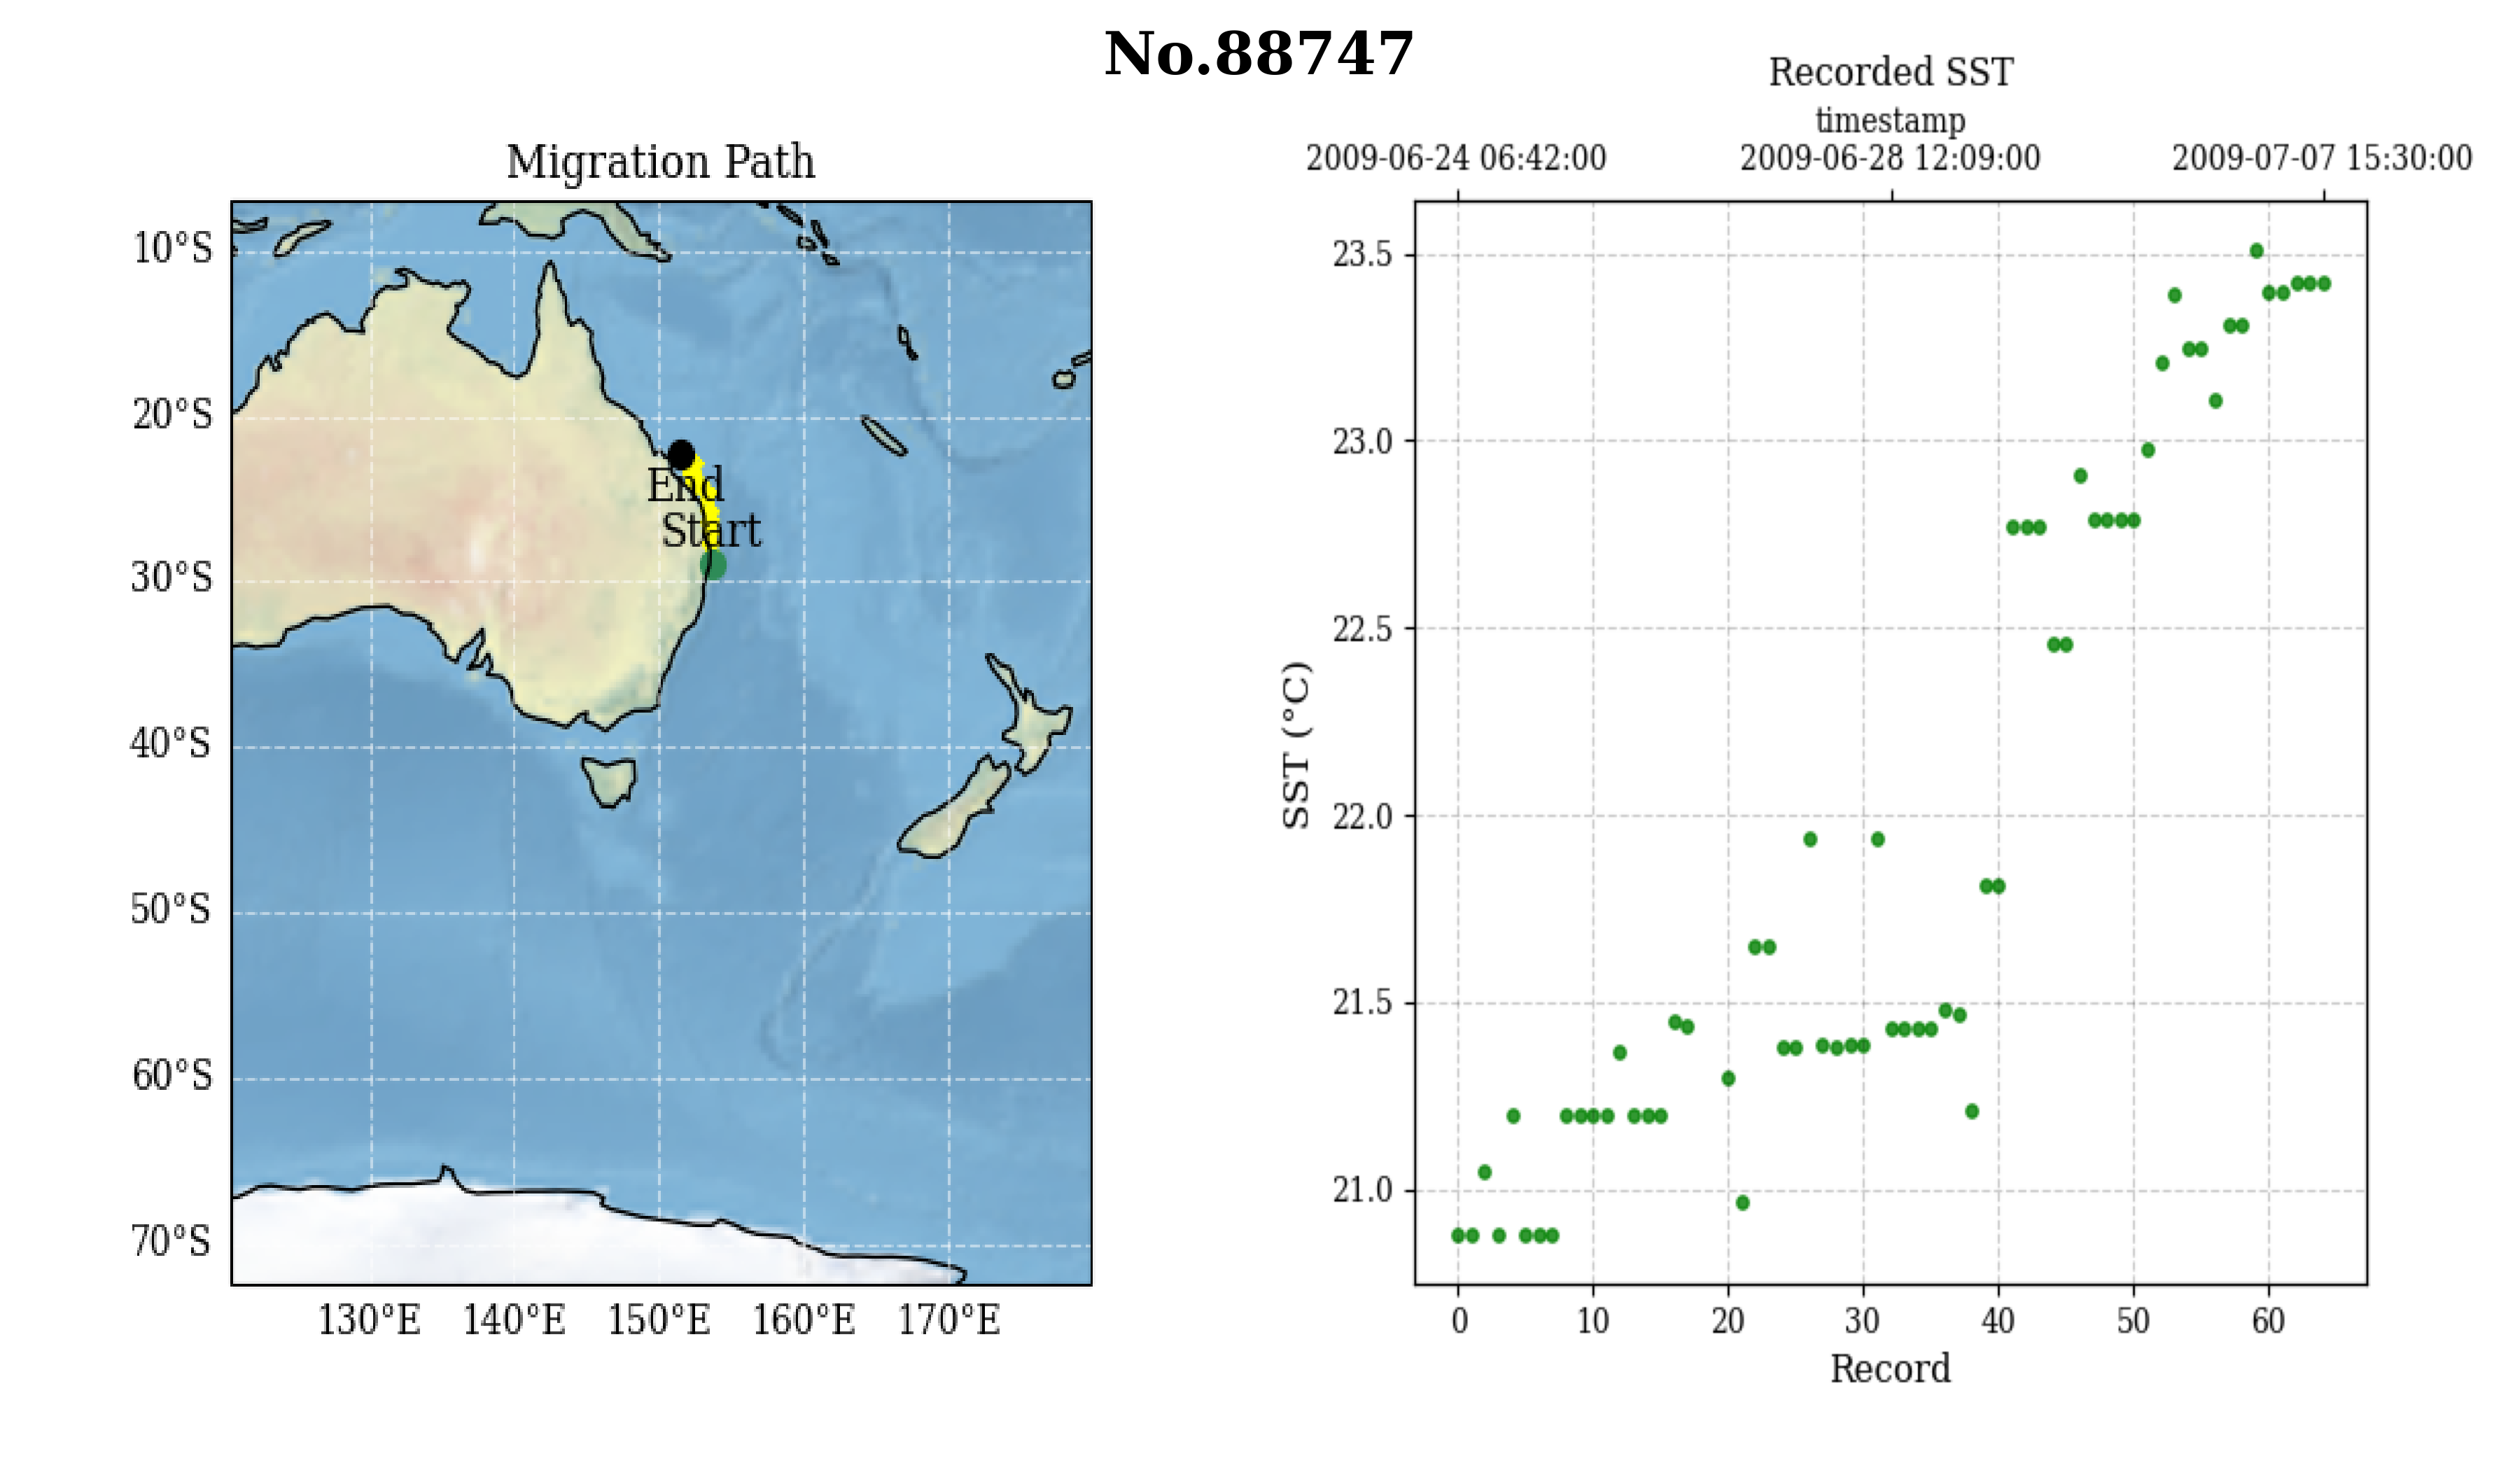 No.88747
Migration Path
10°S
20°S
30°S
40°S
50°S
60°S
70°S
130°E 140°E 150°E 160°E 170°E
End
Start
Recorded SST
timestamp
2009-06-24 06:42:00 2009-06-28 12:09:00 2009-07-07 15:30:00
SST (°C)
23.5
23.0
22.5
22.0
21.5
21.0
0 10 20 30 40 50 60
Record